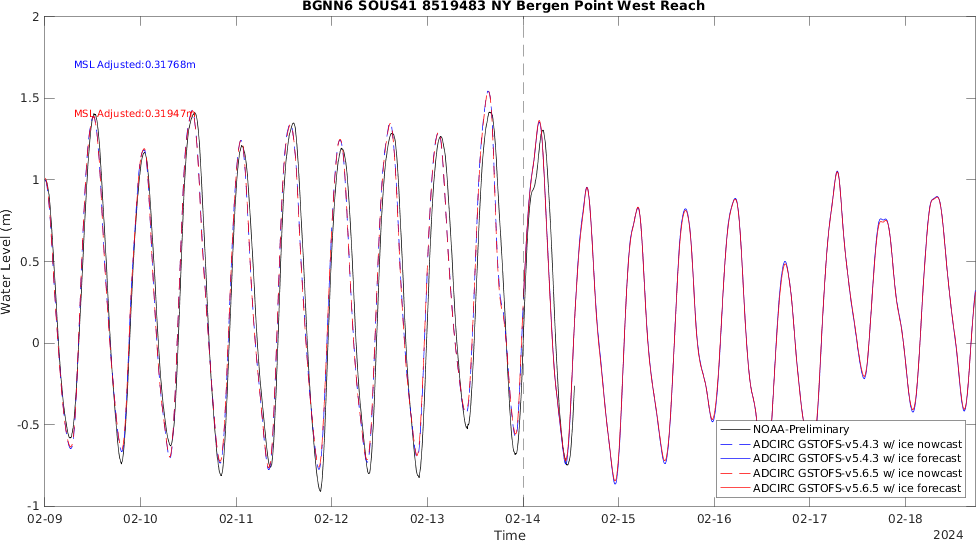 BGNN6 SOUS41 8519483 NY Bergen Point West Reach
2
MSL Adjusted:0.31768m
1.5
MSL Adjusted:0.31947m
1
0.5
0
-0.5
-1
Water Level (m)
NOAA-Preliminary
ADCIRC GSTOFS-v5.4.3 w/ ice nowcast
ADCIRC GSTOFS-v5.4.3 w/ ice forecast
ADCIRC GSTOFS-v5.6.5 w/ ice nowcast
ADCIRC GSTOFS-v5.6.5 w/ ice forecast
02-09 02-10 02-11 02-12 02-13 02-14 02-15 02-16 02-17 02-18
Time
2024